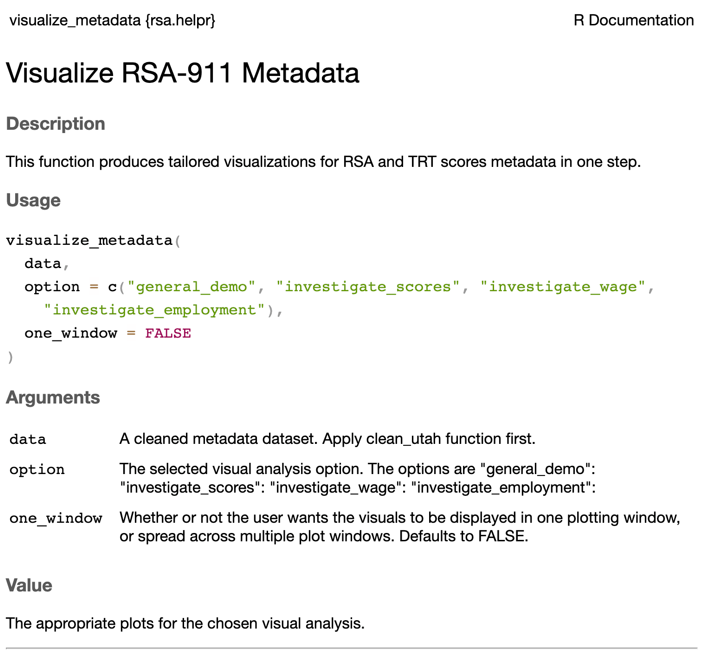 visualize_metadata {rsa.helpr} R Documentation
Visualize RSA-911 Metadata
Description
This function produces tailored visualizations for RSA and TRT scores metadata in one step.
Usage
visualize_metadata(
  data,
  option = c("general_demo", "investigate_scores", "investigate_wage",
    "investigate_employment"),
  one_window = FALSE
)
Arguments
data A cleaned metadata dataset. Apply clean_utah function first.
option The selected visual analysis option. The options are "general_demo":
"investigate_scores": "investigate_wage": "investigate_employment":
one_window Whether or not the user wants the visuals to be displayed in one plotting window,
or spread across multiple plot windows. Defaults to FALSE.
Value
The appropriate plots for the chosen visual analysis.